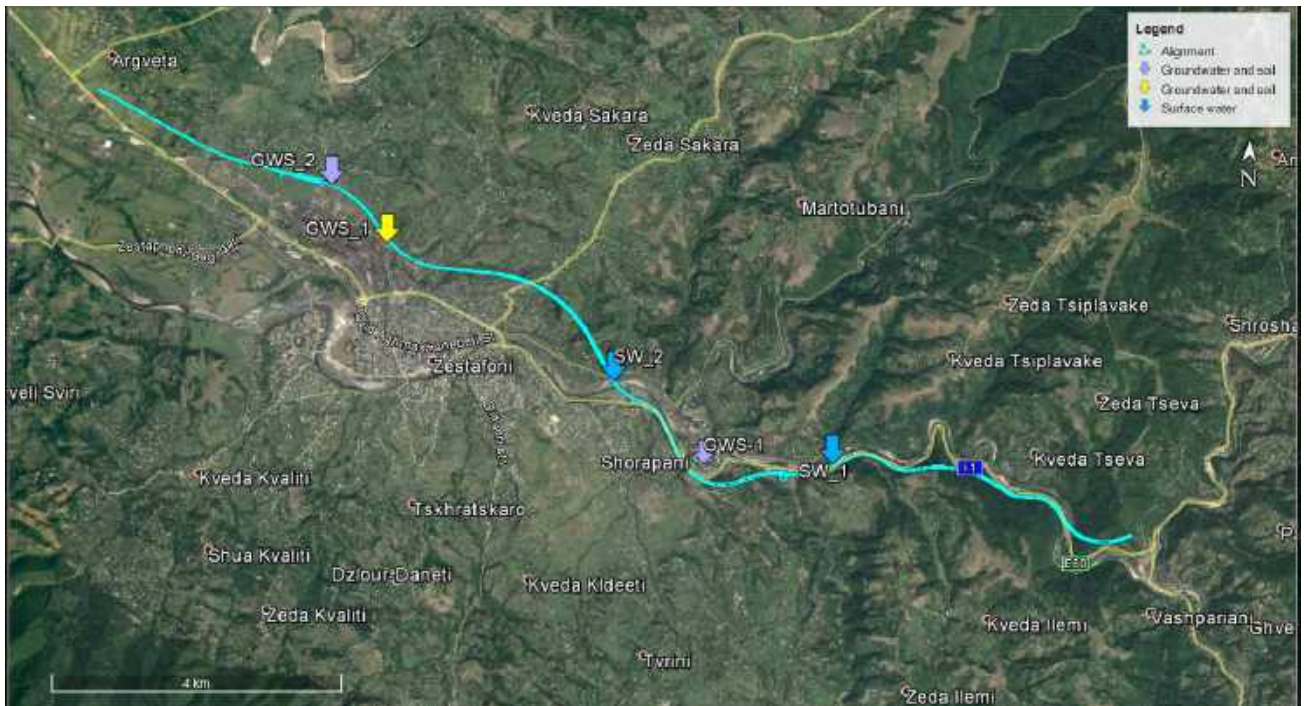 Legend
Alignment
Groundwater and soil
Groundwater and soil
Surface water
N
Argveta
Kveda Sakara
Zeda Sakara
GWS_2
Martotubani
GWS_1
Zeda Tsiplavake
Shrosha
SW_2
Kveda Tsiplavake
Zestafoni
Zeda Tseva
GWS-1
Shorapani
SW_1
Kveda Tseva
Kveda Kvaliti
Tskhratskaro
Shua Kvaliti
E60
Dzlour-Daneti
Kveda Kldeeti
Zeda Kvaliti
Kveda Ilemi
Vashpariani
Tvrini
4 km
Zeda Ilemi